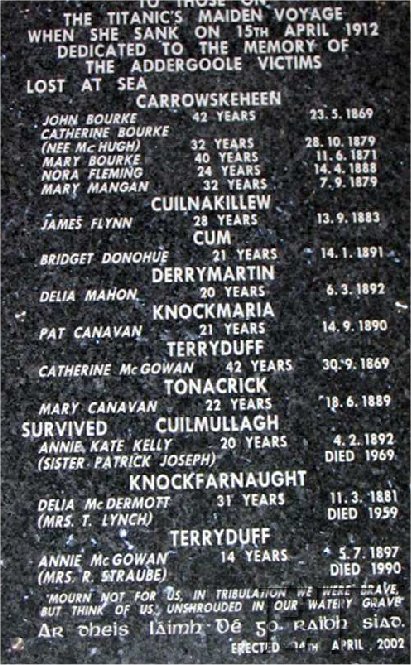 TO THOSE ON
THE TITANIC'S MAIDEN VOYAGE
WHEN SHE SANK ON 15TH APRIL 1912
DEDICATED TO THE MEMORY OF
THE ADDERGOOLE VICTIMS
LOST AT SEA
CARROWSKEHEEN
JOHN BOURKE 42 YEARS 23.5.1869
CATHERINE BOURKE
(NEE McHUGH) 32 YEARS 28.10.1879
MARY BOURKE 40 YEARS 11.6.1871
NORA FLEMING 24 YEARS 14.4.1888
MARY MANGAN 32 YEARS 7.9.1879
CUILNAKILLEW
JAMES FLYNN 28 YEARS 13.9.1883
CUM
BRIDGET DONOHUE 21 YEARS 14.1.1891
DERRYMARTIN
DELIA MAHON 20 YEARS 6.3.1892
KNOCKMARIA
PAT CANAVAN 21 YEARS 14.9.1890
TERRYDUFF
CATHERINE McGOWAN 42 YEARS 30.9.1869
TONACRICK
MARY CANAVAN 22 YEARS 18.6.1889
SURVIVED CUILMULLAGH
ANNIE KATE KELLY 20 YEARS 4.2.1892
(SISTER PATRICK JOSEPH) DIED 1969
KNOCKFARNAUGHT
DELIA McDERMOTT 31 YEARS 11.3.1881
(MRS. T. LYNCH) DIED 1959
TERRYDUFF
ANNIE McGOWAN 14 YEARS 5.7.1897
(MRS. R. STRAUBE) DIED 1990
"MOURN NOT FOR US, IN TRIBULATION WE WERE BRAVE,
BUT THINK OF US, UNSHROUDED IN OUR WATERY GRAVE"
Ar dheis láimh Dé go raibh siad.
ERECTED 14TH APRIL 2002